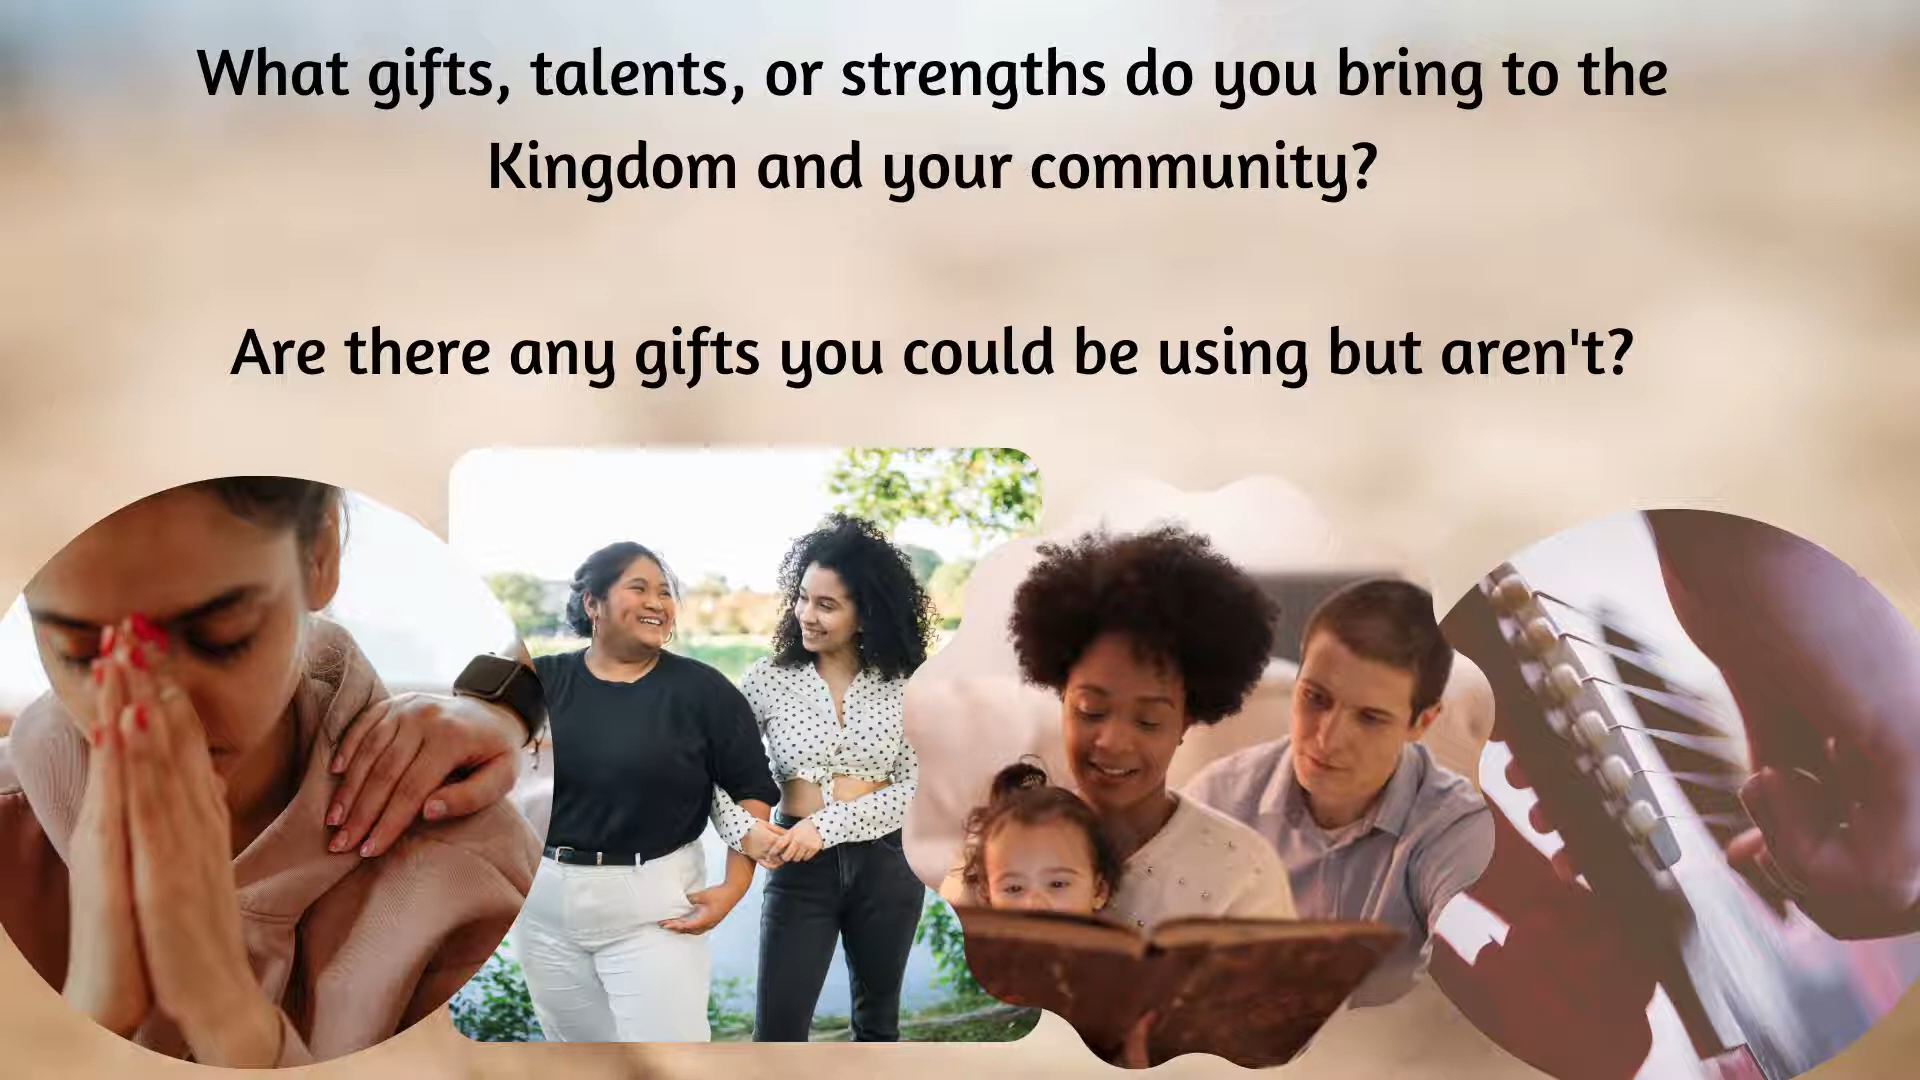 What gifts, talents, or strengths do you bring to the
Kingdom and your community?
Are there any gifts you could be using but aren't?